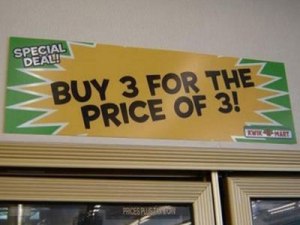 SPECIAL
DEAL!!
BUY 3 FOR THE
PRICE OF 3!
KWIK E MART